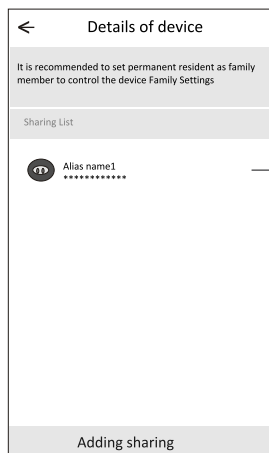 Details of device
It is recommended to set permanent resident as family
member to control the device Family Settings
Sharing List
Alias name1
************
Adding sharing